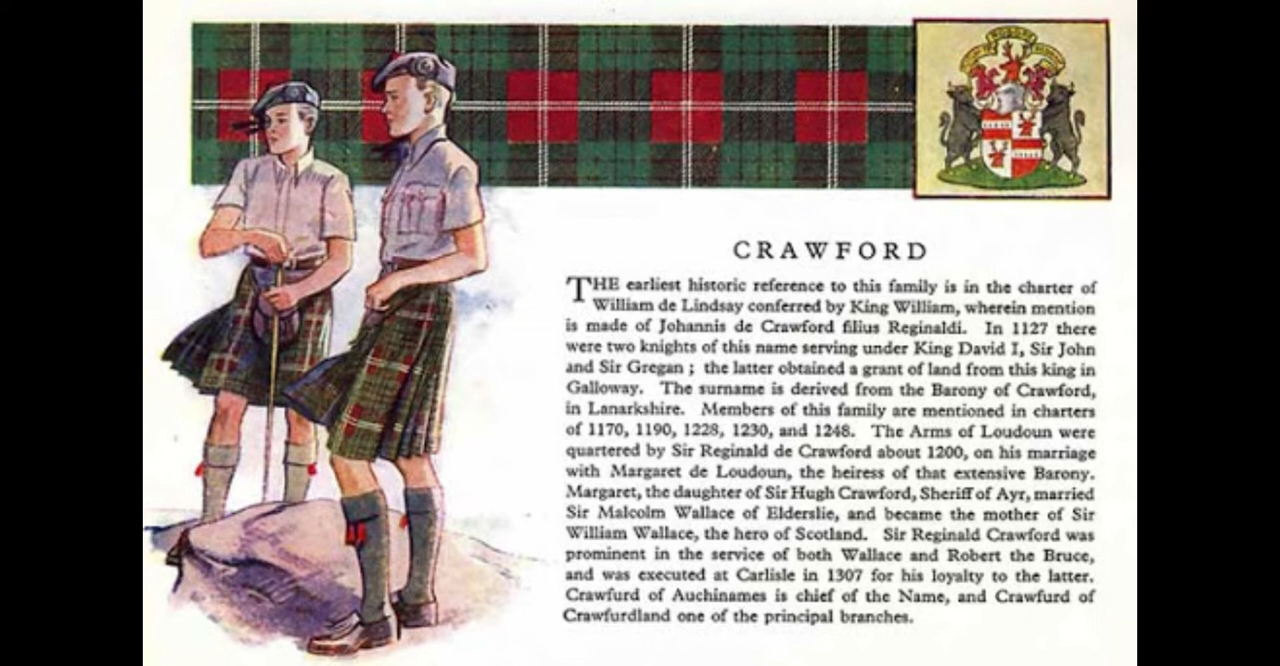 CRAWFORD
THE earliest historic reference to this family is in the charter of
William de Lindsay conferred by King William, wherein mention
is made of Johannis de Crawford filius Reginaldi. In 1127 there
were two knights of this name serving under King David I, Sir John
and Sir Gregan ; the latter obtained a grant of land from this king in
Galloway. The surname is derived from the Barony of Crawford,
in Lanarkshire. Members of this family are mentioned in charters
of 1170, 1190, 1228, 1230, and 1248. The Arms of Loudoun were
quartered by Sir Reginald de Crawford about 1200, on his marriage
with Margaret de Loudoun, the heiress of that extensive Barony.
Margaret, the daughter of Sir Hugh Crawford, Sheriff of Ayr, married
Sir Malcolm Wallace of Elderslie, and became the mother of Sir
William Wallace, the hero of Scotland. Sir Reginald Crawford was
prominent in the service of both Wallace and Robert the Bruce,
and was executed at Carlisle in 1307 for his loyalty to the latter.
Crawfurd of Auchinames is chief of the Name, and Crawfurd of
Crawfurdland one of the principal branches.